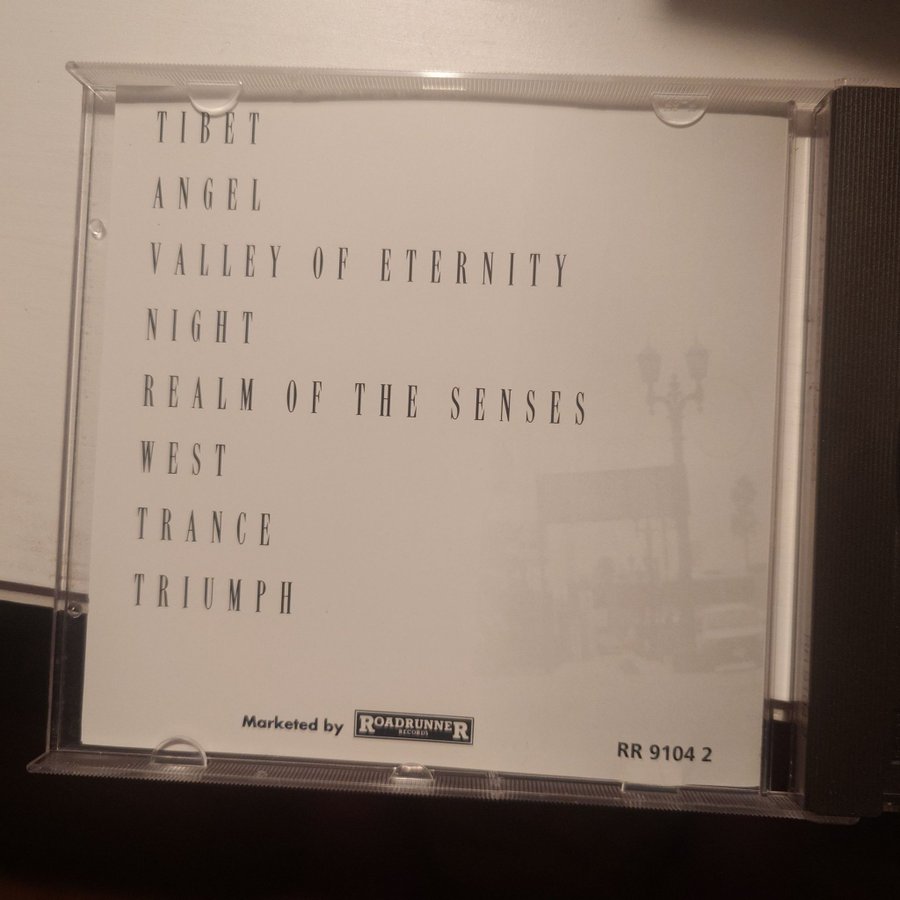 TIBET
ANGEL
VALLEY OF ETERNITY
NIGHT
REALM OF THE SENSES
WEST
TRANCE
TRIUMPH
Marketed by ROADRUNNER RECORDS
RR 9104 2